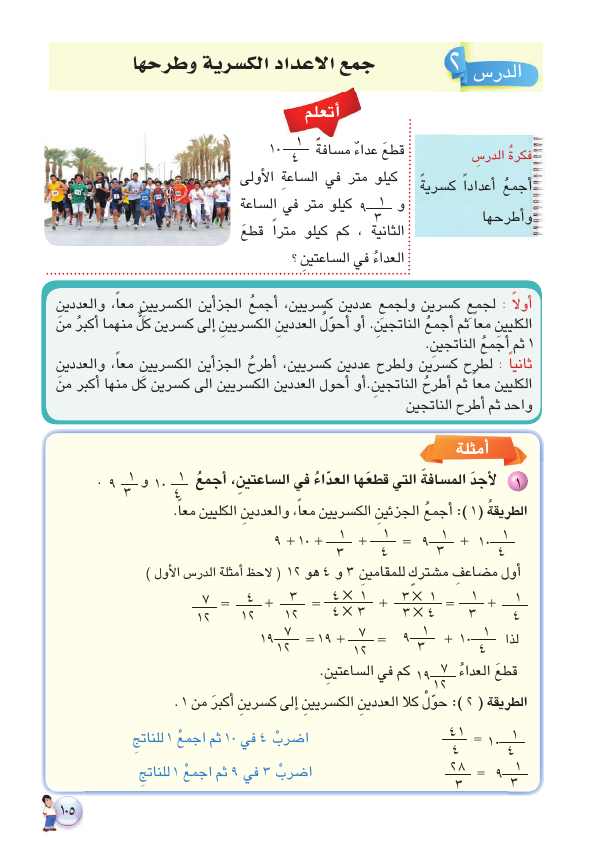 الدرس ٢
جمع الاعداد الكسرية وطرحها
فكرةُ الدرسِ
أجمعُ أعداداً كسريةً
وأطرحها
أتعلم
قطعَ عداءٌ مسافةً ١٠ ١/٤
كيلو متر في الساعةِ الأولى
و ٩ ١/٣ كيلو متر في الساعة
الثانية ، كم كيلو متراً قطعَ
العداءُ في الساعتينِ ؟
أولاً : لجمع كسرين ولجمع عددين كسريين، أجمعُ الجزأين الكسريين معاً، والعددين
الكليين معاً ثم أجمعُ الناتجينِ. أو أحوّلُ العددينِ الكسريينِ إلى كسرين كلٌّ منهما أكبرُ منَ
١ ثم أجمعُ الناتجينِ.
ثانياً : لطرح كسرين ولطرح عددين كسريين، أطرحُ الجزأين الكسريين معاً، والعددين
الكليين معاً ثم أطرحُ الناتجينِ.أو أحول العددين الكسريين الى كسرين كل منها أكبر من
واحد ثم أطرح الناتجين
أمثلة
١ لأجدَ المسافةَ التي قطعَها العدّاءُ في الساعتينِ، أجمعُ ١٠ ١/٤ و ٩ ١/٣ .
الطريقةُ (١): أجمعُ الجزئينِ الكسريينِ معاً، والعددين الكليين معاً.
١٠ ١/٤ + ٩ ١/٣ = ١/٤ + ١/٣ + ١٠ + ٩
أول مضاعفٍ مشتركٍ للمقامينِ ٣ و ٤ هو ١٢ ( لاحظ أمثلة الدرس الأول )
١/٤ + ١/٣ = ١ × ٣/٤ × ٣ + ١ × ٤/٣ × ٤ = ٣/١٢ + ٤/١٢ = ٧/١٢
لذا ١٠ ١/٤ + ٩ ١/٣ = ٧/١٢ + ١٩ = ١٩ ٧/١٢
قطعَ العداءُ ١٩ ٧/١٢ كم في الساعتينِ.
الطريقة (٢): حوّلْ كلا العددينِ الكسريينِ إلى كسرينِ أكبرَ من ١.
١٠ ١/٤ = ٤١/٤ اضربْ ٤ في ١٠ ثم اجمعْ ١ للناتجِ
٩ ١/٣ = ٢٨/٣ اضربْ ٣ في ٩ ثم اجمعْ ١ للناتجِ
١٠٥